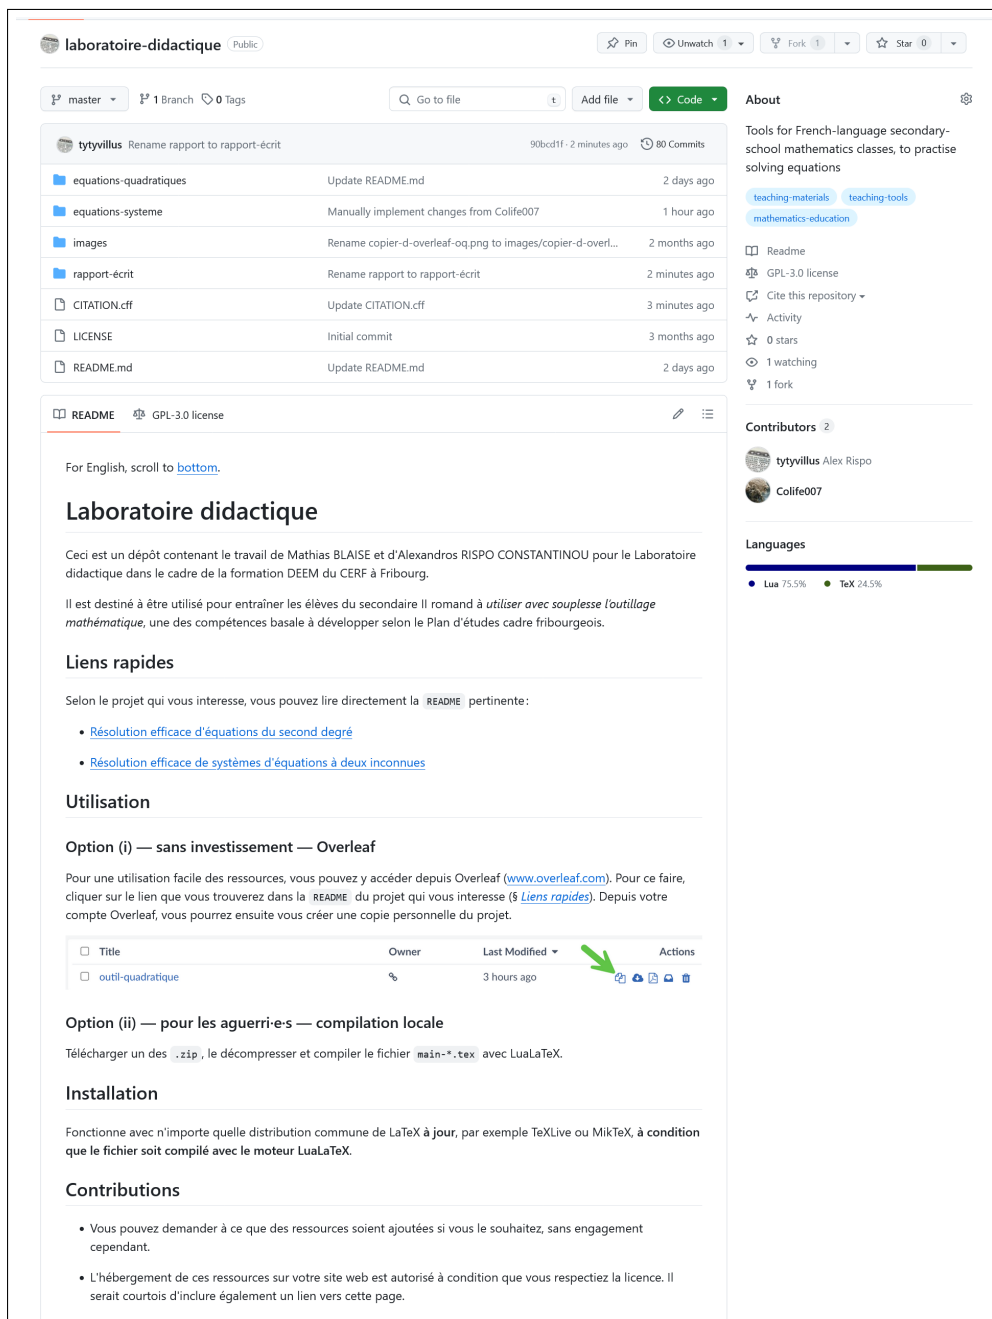 laboratoire-didactique Public
Pin Unwatch 1 Fork 1 Star 0
master 1 Branch 0 Tags Go to file t Add file Code
tytyvillus Rename rapport to rapport-écrit 90bcd1f · 2 minutes ago 80 Commits
equations-quadratiques Update README.md 2 days ago
equations-systeme Manually implement changes from Colife007 1 hour ago
images Rename copier-d-overleaf-oq.png to images/copier-d-overl... 2 months ago
rapport-écrit Rename rapport to rapport-écrit 2 minutes ago
CITATION.cff Update CITATION.cff 3 minutes ago
LICENSE Initial commit 3 months ago
README.md Update README.md 2 days ago
README GPL-3.0 license
For English, scroll to bottom.
Laboratoire didactique
Ceci est un dépôt contenant le travail de Mathias BLAISE et d'Alexandros RISPO CONSTANTINOU pour le Laboratoire
didactique dans le cadre de la formation DEEM du CERF à Fribourg.
Il est destiné à être utilisé pour entraîner les élèves du secondaire II romand à utiliser avec souplesse l'outillage
mathématique, une des compétences basale à développer selon le Plan d'études cadre fribourgeois.
Liens rapides
Selon le projet qui vous interesse, vous pouvez lire directement la README pertinente :
• Résolution efficace d'équations du second degré
• Résolution efficace de systèmes d'équations à deux inconnues
Utilisation
Option (i) — sans investissement — Overleaf
Pour une utilisation facile des ressources, vous pouvez y accéder depuis Overleaf (www.overleaf.com). Pour ce faire,
cliquer sur le lien que vous trouverez dans la README du projet qui vous interesse (§ Liens rapides). Depuis votre
compte Overleaf, vous pourrez ensuite vous créer une copie personnelle du projet.
Title Owner Last Modified Actions
outil-quadratique 3 hours ago
Option (ii) — pour les aguerri·e·s — compilation locale
Télécharger un des .zip, le décompresser et compiler le fichier main-*.tex avec LuaLaTeX.
Installation
Fonctionne avec n'importe quelle distribution commune de LaTeX à jour, par exemple TeXLive ou MikTeX, à condition
que le fichier soit compilé avec le moteur LuaLaTeX.
Contributions
• Vous pouvez demander à ce que des ressources soient ajoutées si vous le souhaitez, sans engagement
cependant.
• L'hébergement de ces ressources sur votre site web est autorisé à condition que vous respectiez la licence. Il
serait courtois d'inclure également un lien vers cette page.
About
Tools for French-language secondary-
school mathematics classes, to practise
solving equations
teaching-materials teaching-tools
mathematics-education
Readme
GPL-3.0 license
Cite this repository
Activity
0 stars
1 watching
1 fork
Contributors 2
tytyvillus Alex Rispo
Colife007
Languages
Lua 75.5% TeX 24.5%